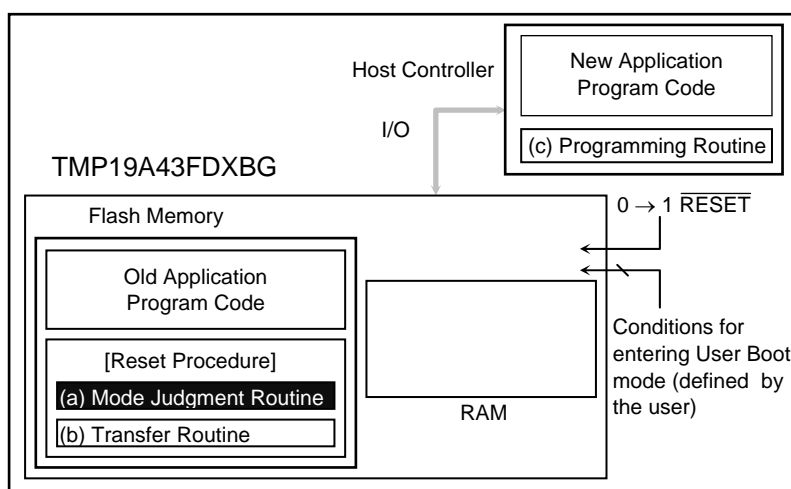 Host Controller
New Application
Program Code
(c) Programming Routine
I/O
TMP19A43FDXBG
0 → 1 RESET
Flash Memory
Old Application
Program Code
[Reset Procedure]
(a) Mode Judgment Routine
(b) Transfer Routine
RAM
Conditions for
entering User Boot
mode (defined by
the user)